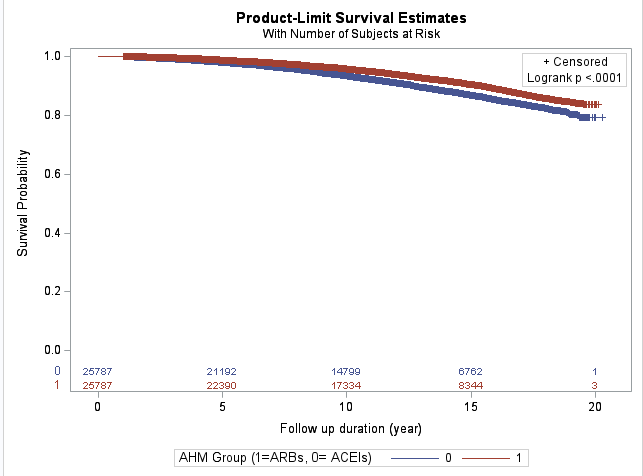 Product-Limit Survival Estimates
With Number of Subjects at Risk
+ Censored
Logrank p <.0001
Survival Probability
1.0
0.8
0.6
0.4
0.2
0.0
0 25787 21192 14799 6762 1
1 25787 22390 17334 8344 3
0 5 10 15 20
Follow up duration (year)
AHM Group (1=ARBs, 0= ACEIs) 0 1